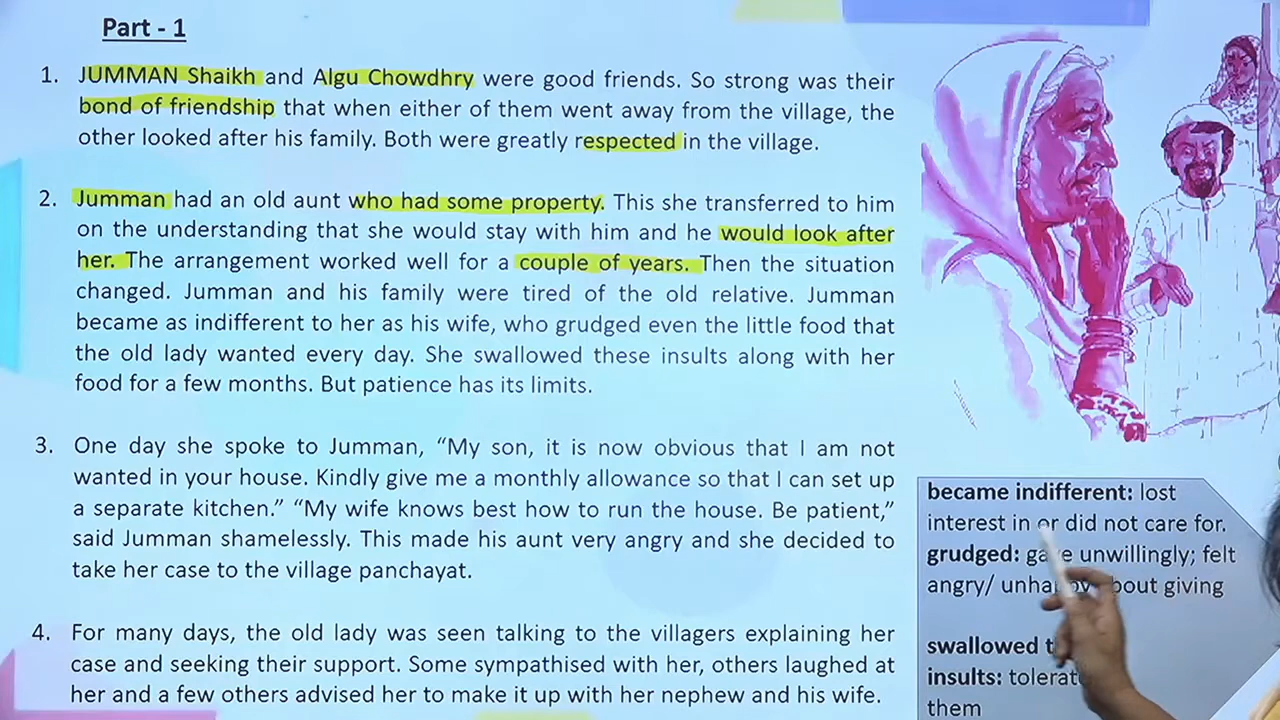 Part - 1
1. JUMMAN Shaikh and Algu Chowdhry were good friends. So strong was their
bond of friendship that when either of them went away from the village, the
other looked after his family. Both were greatly respected in the village.
2. Jumman had an old aunt who had some property. This she transferred to him
on the understanding that she would stay with him and he would look after
her. The arrangement worked well for a couple of years. Then the situation
changed. Jumman and his family were tired of the old relative. Jumman
became as indifferent to her as his wife, who grudged even the little food that
the old lady wanted every day. She swallowed these insults along with her
food for a few months. But patience has its limits.
3. One day she spoke to Jumman, “My son, it is now obvious that I am not
wanted in your house. Kindly give me a monthly allowance so that I can set up
a separate kitchen.” “My wife knows best how to run the house. Be patient,”
said Jumman shamelessly. This made his aunt very angry and she decided to
take her case to the village panchayat.
4. For many days, the old lady was seen talking to the villagers explaining her
case and seeking their support. Some sympathised with her, others laughed at
her and a few others advised her to make it up with her nephew and his wife.
became indifferent: lost
interest in or did not care for.
grudged: unwillingly; felt
angry/ giving
swallowed
insults:
them